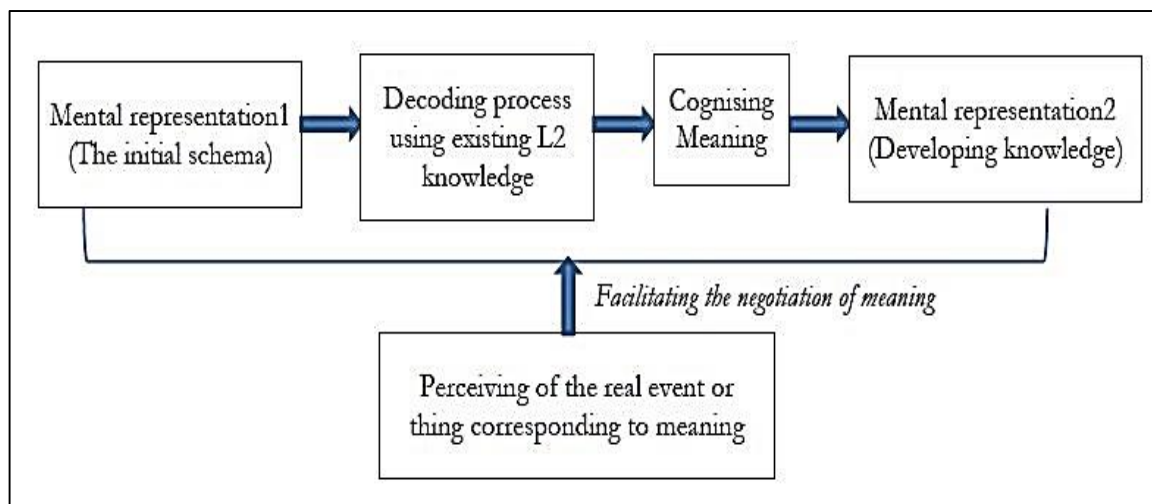 Mental representation1
(The initial schema)
Decoding process
using existing L2
knowledge
Cognising
Meaning
Mental representation2
(Developing knowledge)
Facilitating the negotiation of meaning
Perceiving of the real event or
thing corresponding to meaning